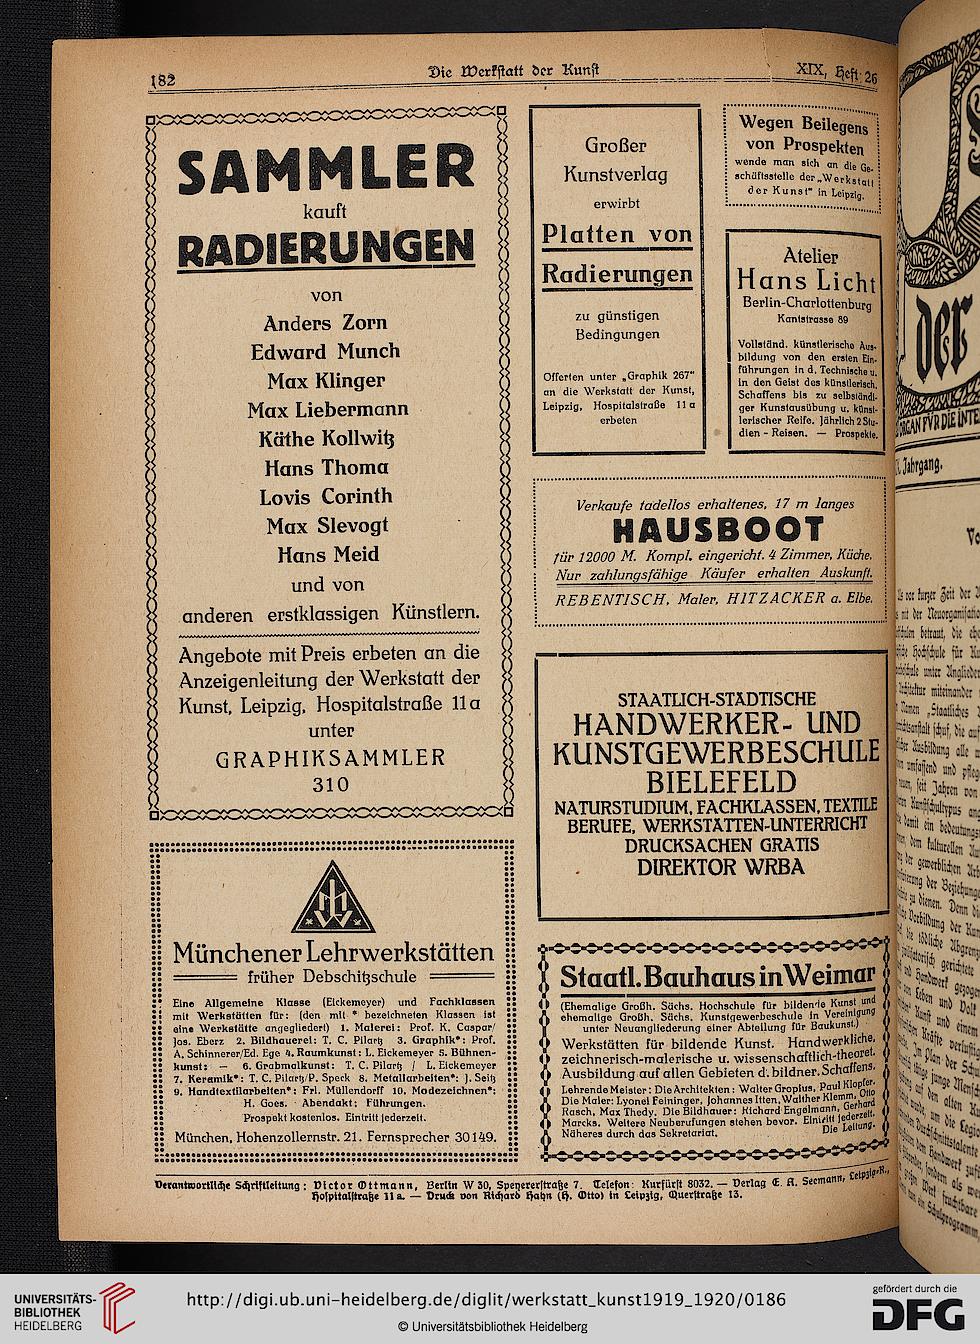 182
Die Werkstatt der Kunst
XIX, Heft 26
SAMMLER
kauft
RADIERUNGEN
von
Anders Zorn
Edward Munch
Max Klinger
Max Liebermann
Käthe Kollwitz
Hans Thoma
Lovis Corinth
Max Slevogt
Hans Meid
und von
anderen erstklassigen Künstlern.
Angebote mit Preis erbeten an die
Anzeigenleitung der Werkstatt der
Kunst, Leipzig, Hospitalstraße 11a
unter
GRAPHIKSAMMLER
310
Münchener Lehrwerkstätten
früher Debschitzschule
Eine Allgemeine Klasse (Eickemeyer) und Fachklassen
mit Werkstätten für: (den mit * bezeichneten Klassen ist
eine Werkstätte angegliedert) 1. Malerei: Prof. K. Caspar/
Jos. Eberz 2. Bildhauerei: T. C. Pilartz 3. Graphik*: Prof.
A. Schinnerer/Ed. Ege 4. Raumkunst: L. Eickemeyer 5. Bühnen-
kunst: — 6. Grabmalkunst: T. C. Pilartz / L. Eickemeyer
7. Keramik*: T. C. Pilartz/P. Speck 8. Metallarbeiten*: J. Seitz
9. Handtextilarbeiten*: Frl. Müllendorff 10. Modezeichnen*:
H. Goes. Abendakt; Führungen.
Prospekt kostenlos. Eintritt jederzeit.
München, Hohenzollernstr. 21. Fernsprecher 30149.
Großer
Kunstverlag
erwirbt
Platten von
Radierungen
zu günstigen
Bedingungen
Offerten unter „Graphik 267“
an die Werkstatt der Kunst,
Leipzig, Hospitalstraße 11a
erbeten
Wegen Beilegens
von Prospekten
wende man sich an die Ge-
schäftsstelle der „Werkstatt
der Kunst“ in Leipzig.
Atelier
Hans Licht
Berlin-Charlottenburg
Kantstrasse 89
Vollständ. künstlerische Aus-
bildung von den ersten Ein-
führungen in d. Technische u.
in den Geist des künstlerisch.
Schaffens bis zu selbständi-
ger Kunstausübung u. künst-
lerischer Reife. Jährlich 2 Stu-
dien - Reisen. — Prospekte.
Verkaufe tadellos erhaltenes, 17 m langes
HAUSBOOT
für 12000 M. Kompl. eingericht. 4 Zimmer, Küche.
Nur zahlungsfähige Käufer erhalten Auskunft.
REBENTISCH, Maler, HITZACKER a. Elbe.
STAATLICH-STÄDTISCHE
HANDWERKER- UND
KUNSTGEWERBESCHULE
BIELEFELD
NATURSTUDIUM, FACHKLASSEN, TEXTILE
BERUFE, WERKSTÄTTEN-UNTERRICHT
DRUCKSACHEN GRATIS
DIREKTOR WRBA
Staatl. Bauhaus in Weimar
(Ehemalige Großh. Sächs. Hochschule für bildende Kunst und
ehemalige Großh. Sächs. Kunstgewerbeschule in Vereinigung
unter Neuangliederung einer Abteilung für Baukunst.)
Werkstätten für bildende Kunst. Handwerkliche,
zeichnerisch-malerische u. wissenschaftlich-theoret.
Ausbildung auf allen Gebieten d. bildner. Schaffens.
Lehrende Meister: Die Architekten: Walter Gropius, Paul Klopfer.
Die Maler: Lyonel Feininger, Johannes Itten, Walther Klemm, Otto
Rasch, Max Thedy. Die Bildhauer: Richard Engelmann, Gerhard
Marcks. Weitere Neuberufungen stehen bevor. Eintritt jederzeit.
Näheres durch das Sekretariat. Die Leitung.
Verantwortliche Schriftleitung: Victor Ottmann, Berlin W 30, Speyererstraße 7. Telefon: Kurfürst 8032. — Verlag E. A. Seemann, Leipzig-R.,
Hospitalstraße 11a. — Druck von Richard Hahn (H. Otto) in Leipzig, Querstraße 13.
der
ORGAN FVR DIE INTE
Jahrgang.
UNIVERSITÄTS-
BIBLIOTHEK
HEIDELBERG
http://digi.ub.uni-heidelberg.de/diglit/werkstatt_kunst1919_1920/0186
© Universitätsbibliothek Heidelberg
gefördert durch die
DFG